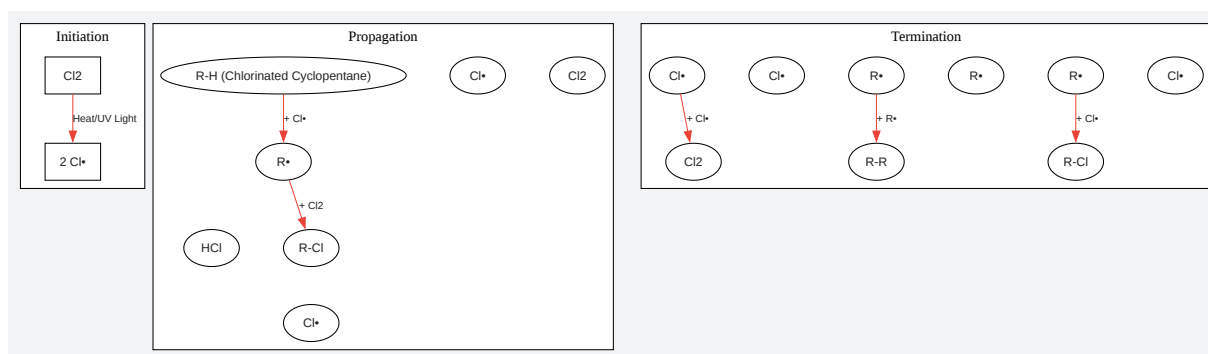 Initiation
Cl2
Heat/UV Light
2 Cl•
Propagation
R-H (Chlorinated Cyclopentane)
Cl•
Cl2
+ Cl•
R•
+ Cl2
HCl
R-Cl
Cl•
Termination
Cl•
Cl•
R•
R•
R•
Cl•
+ Cl•
+ R•
+ Cl•
Cl2
R-R
R-Cl